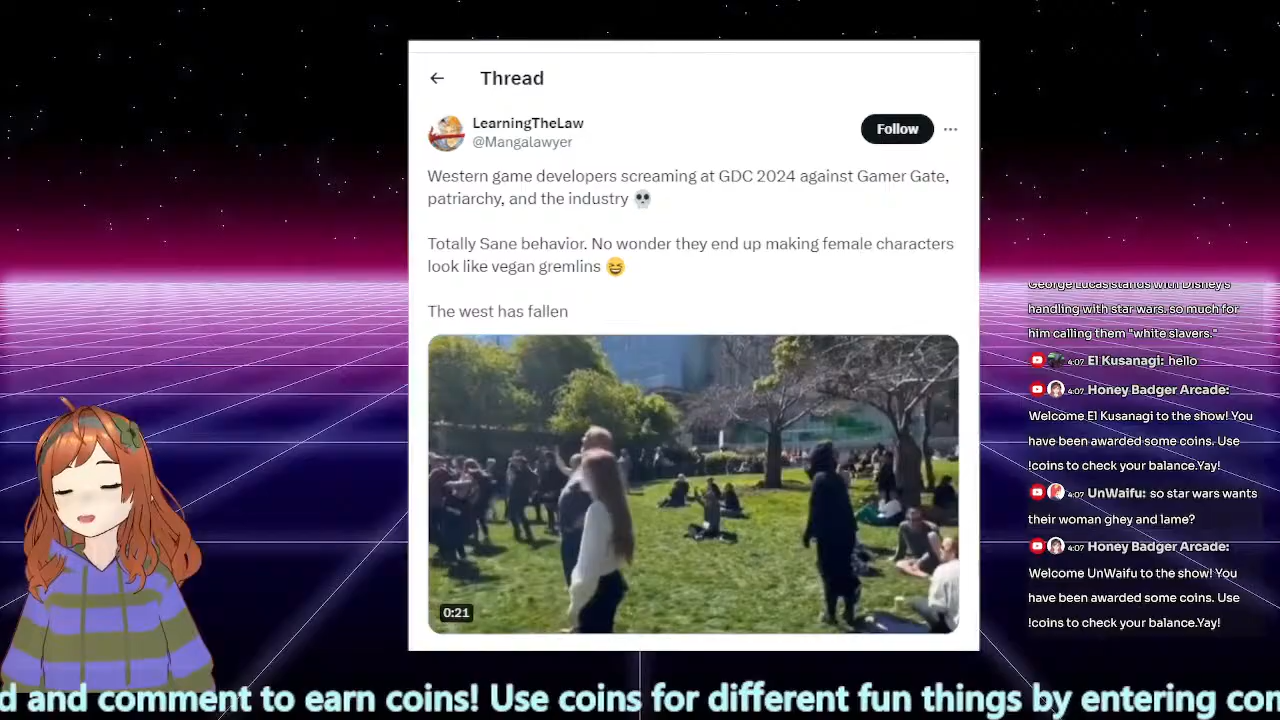 Thread
LearningTheLaw
@Mangalawyer
Follow
Western game developers screaming at GDC 2024 against Gamer Gate,
patriarchy, and the industry 💀
Totally Sane behavior. No wonder they end up making female characters
look like vegan gremlins 😆
The west has fallen
0:21
George Lucas stands with Disney's
handling with star wars. so much for
him calling them "white slavers."
4:07 El Kusanagi: hello
4:07 Honey Badger Arcade:
Welcome El Kusanagi to the show! You
have been awarded some coins. Use
!coins to check your balance.Yay!
4:07 UnWaifu: so star wars wants
their woman ghey and lame?
4:07 Honey Badger Arcade:
Welcome UnWaifu to the show! You
have been awarded some coins. Use
!coins to check your balance.Yay!
d and comment to earn coins! Use coins for different fun things by entering con